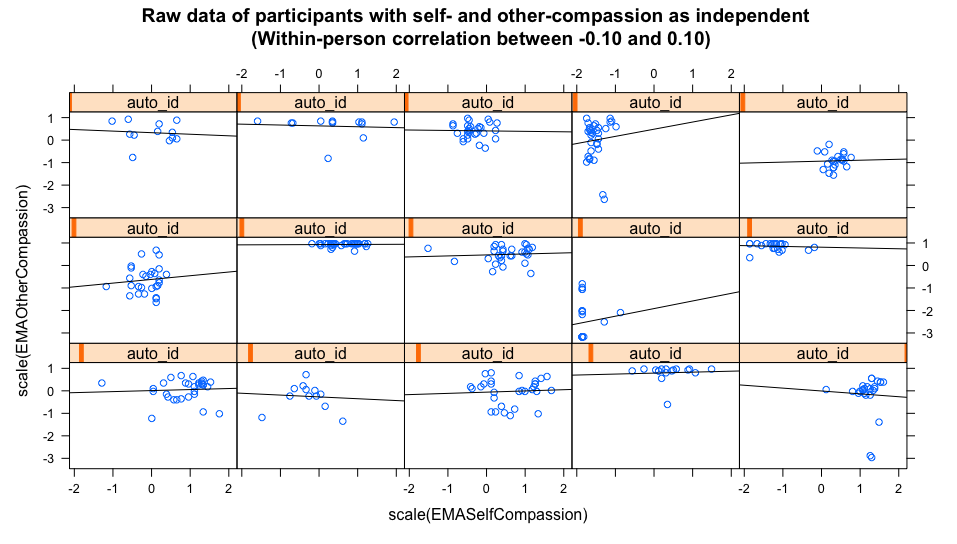 Raw data of participants with self- and other-compassion as independent
(Within-person correlation between -0.10 and 0.10)
-2 -1 0 1 2 -2 -1 0 1 2
auto_id auto_id auto_id auto_id auto_id
1
0
-1
-2
-3
auto_id auto_id auto_id auto_id auto_id
1
0
-1
-2
-3
auto_id auto_id auto_id auto_id auto_id
1
0
-1
-2
-3
-2 -1 0 1 2 -2 -1 0 1 2 -2 -1 0 1 2
scale(EMAOtherCompassion)
scale(EMASelfCompassion)